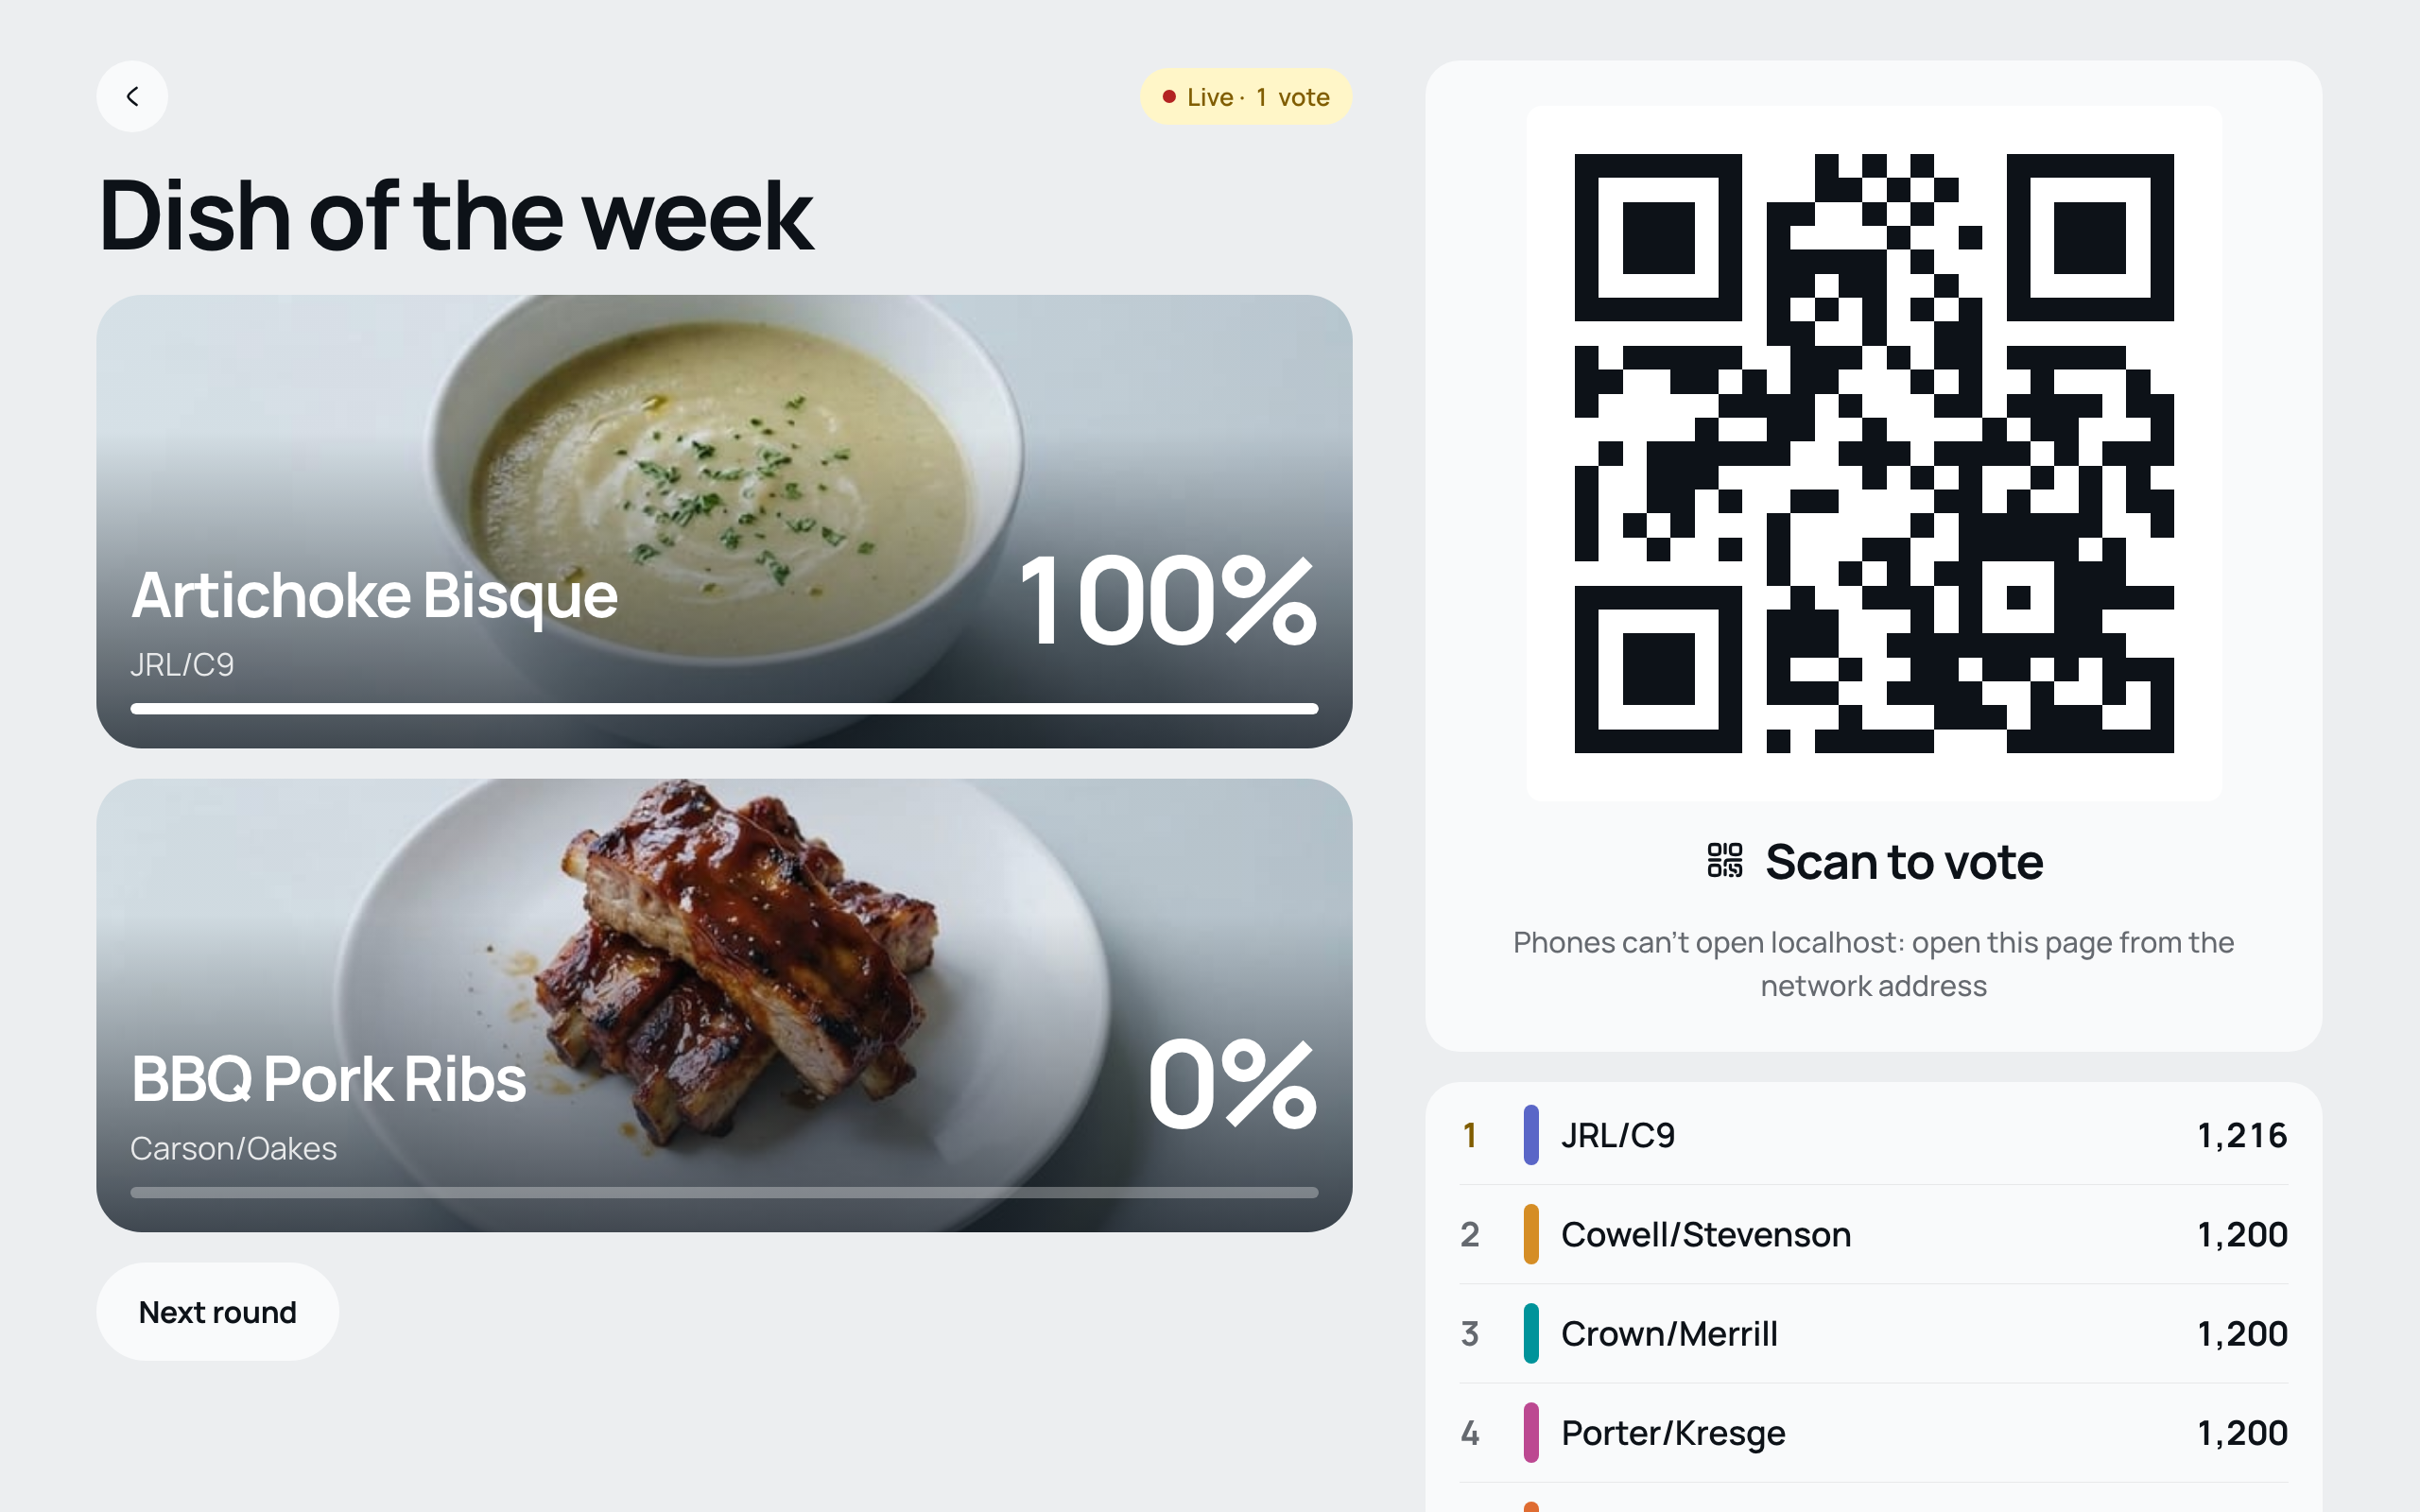 Live · 1 vote
Dish of the week
Artichoke Bisque
100%
JRL/C9
BBQ Pork Ribs
0%
Carson/Oakes
Next round
Scan to vote
Phones can't open localhost: open this page from the
network address
1 JRL/C9 1,216
2 Cowell/Stevenson 1,200
3 Crown/Merrill 1,200
4 Porter/Kresge 1,200